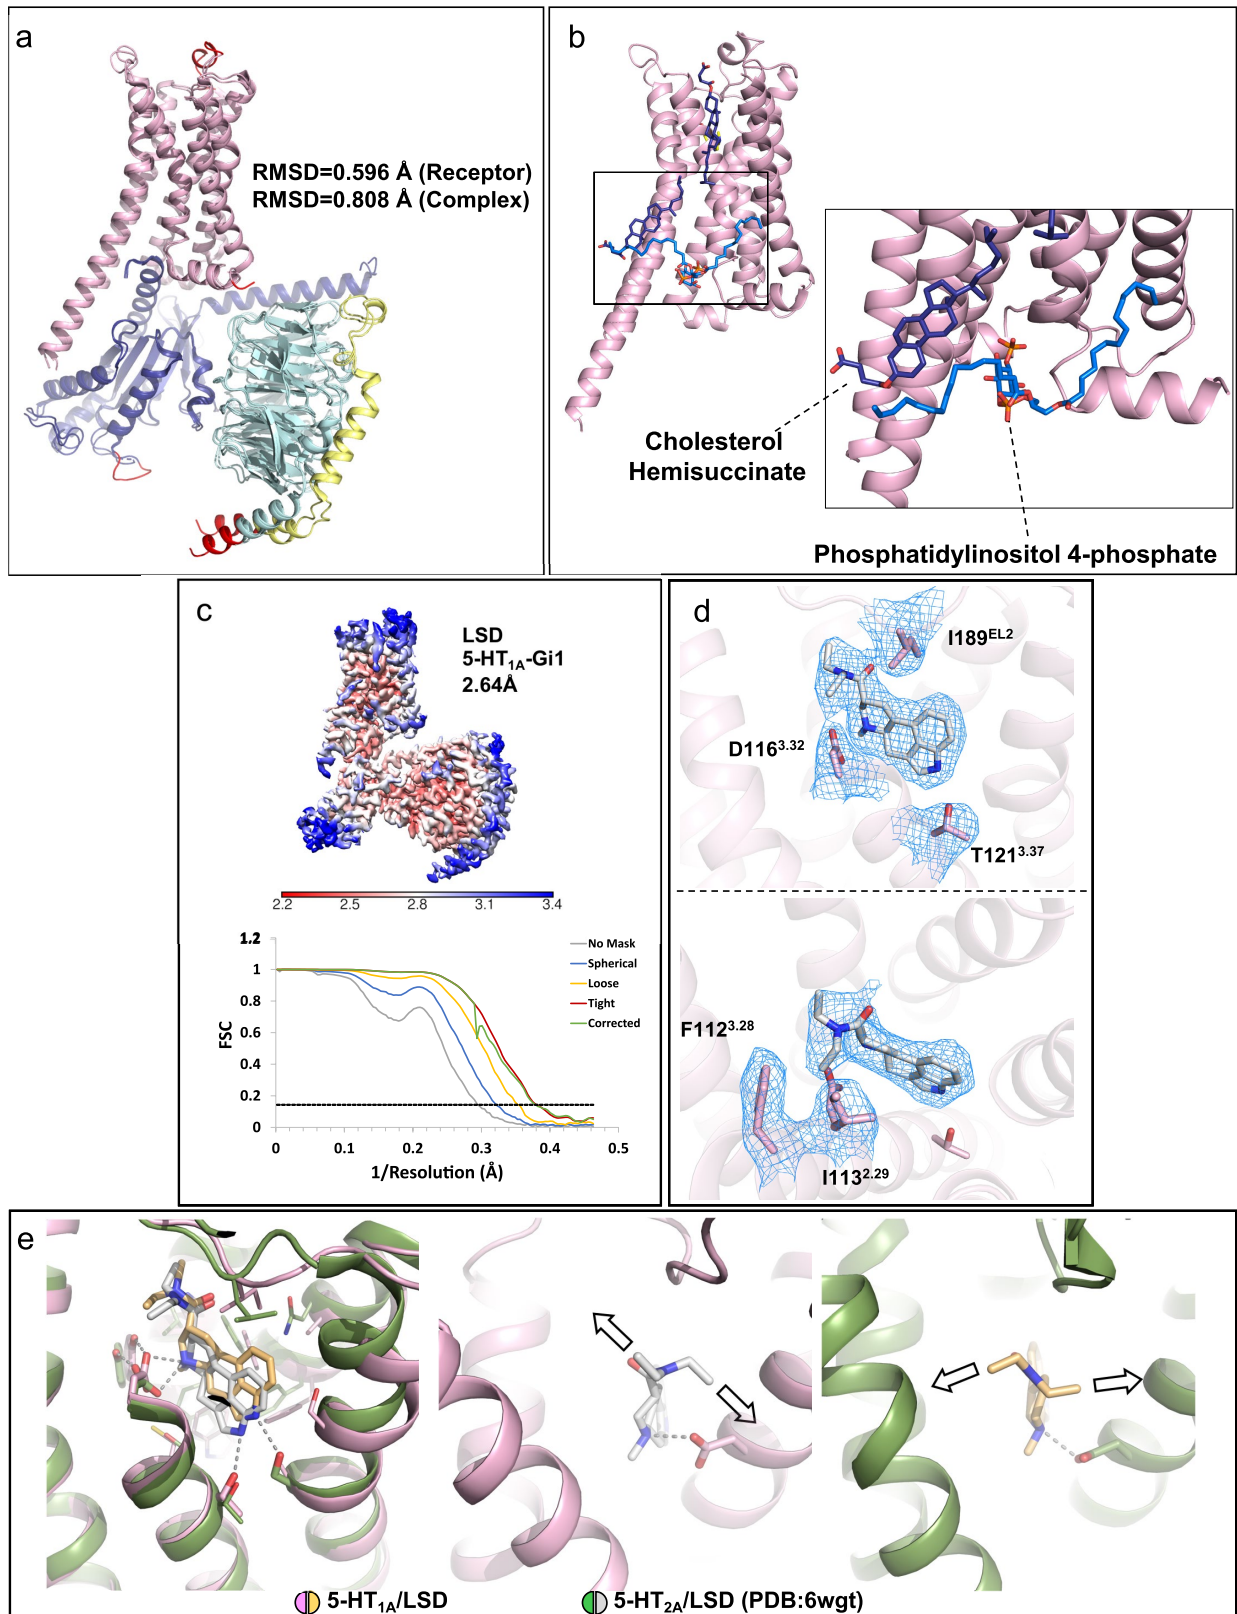 a
RMSD=0.596 Å (Receptor)
RMSD=0.808 Å (Complex)
b
Cholesterol
Hemisuccinate
Phosphatidylinositol 4-phosphate
c
LSD
5-HT1A-Gi1
2.64Å
2.2 2.5 2.8 3.1 3.4
1.2
1
0.8
0.6
0.4
0.2
0
FSC
No Mask
Spherical
Loose
Tight
Corrected
0 0.1 0.2 0.3 0.4 0.5
1/Resolution (Å)
d
I189EL2
D1163.32
T1213.37
F1123.28
I1132.29
e
5-HT1A/LSD
5-HT2A/LSD (PDB:6wgt)